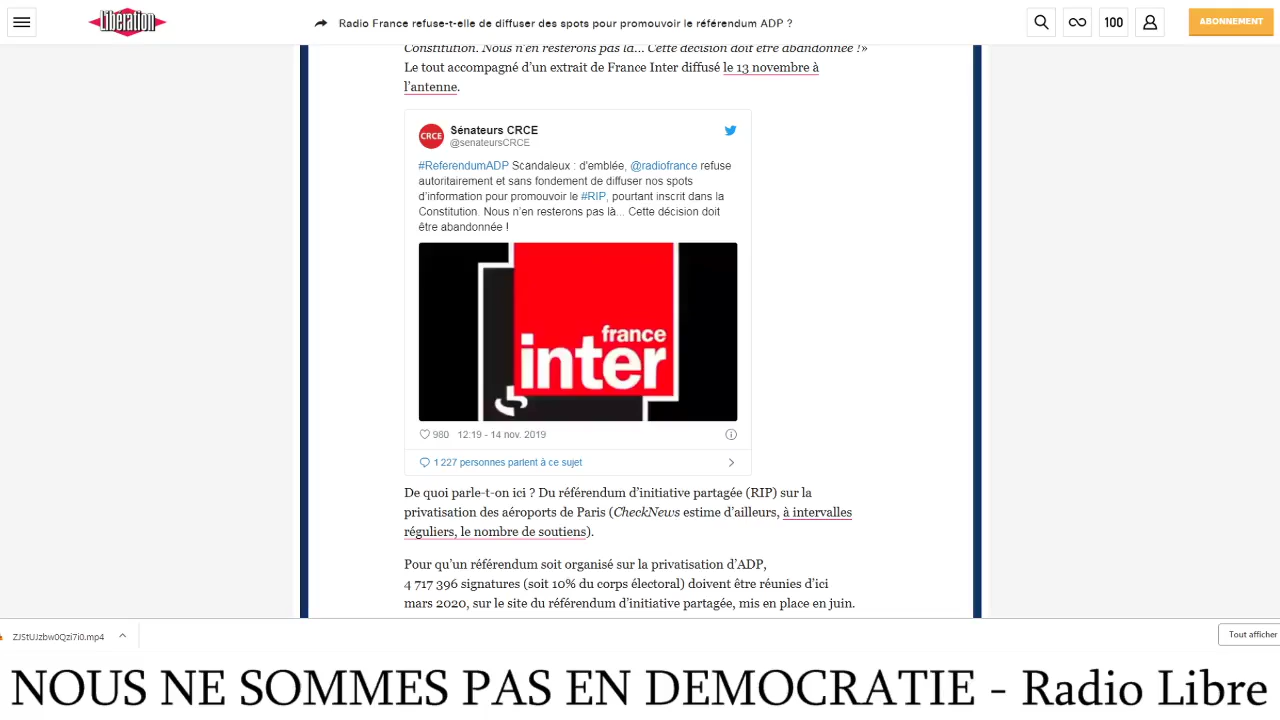 Libération
Radio France refuse-t-elle de diffuser des spots pour promouvoir le référendum ADP ?
100
ABONNEMENT
Constitution. Nous n'en resterons pas là… Cette décision doit être abandonnée !»
Le tout accompagné d'un extrait de France Inter diffusé le 13 novembre à
l'antenne.
CRCE
Sénateurs CRCE
@senateursCRCE
#ReferendumADP Scandaleux : d'emblée, @radiofrance refuse
autoritairement et sans fondement de diffuser nos spots
d'information pour promouvoir le #RIP, pourtant inscrit dans la
Constitution. Nous n'en resterons pas là... Cette décision doit
être abandonnée !
france
inter
980 12:19 - 14 nov. 2019
1 227 personnes parlent à ce sujet
De quoi parle-t-on ici ? Du référendum d'initiative partagée (RIP) sur la
privatisation des aéroports de Paris (CheckNews estime d'ailleurs, à intervalles
réguliers, le nombre de soutiens).
Pour qu'un référendum soit organisé sur la privatisation d'ADP,
4 717 396 signatures (soit 10% du corps électoral) doivent être réunies d'ici
mars 2020, sur le site du référendum d'initiative partagée, mis en place en juin.
ZJStUJzbw0Qzi7i0.mp4
Tout afficher
NOUS NE SOMMES PAS EN DEMOCRATIE - Radio Libre